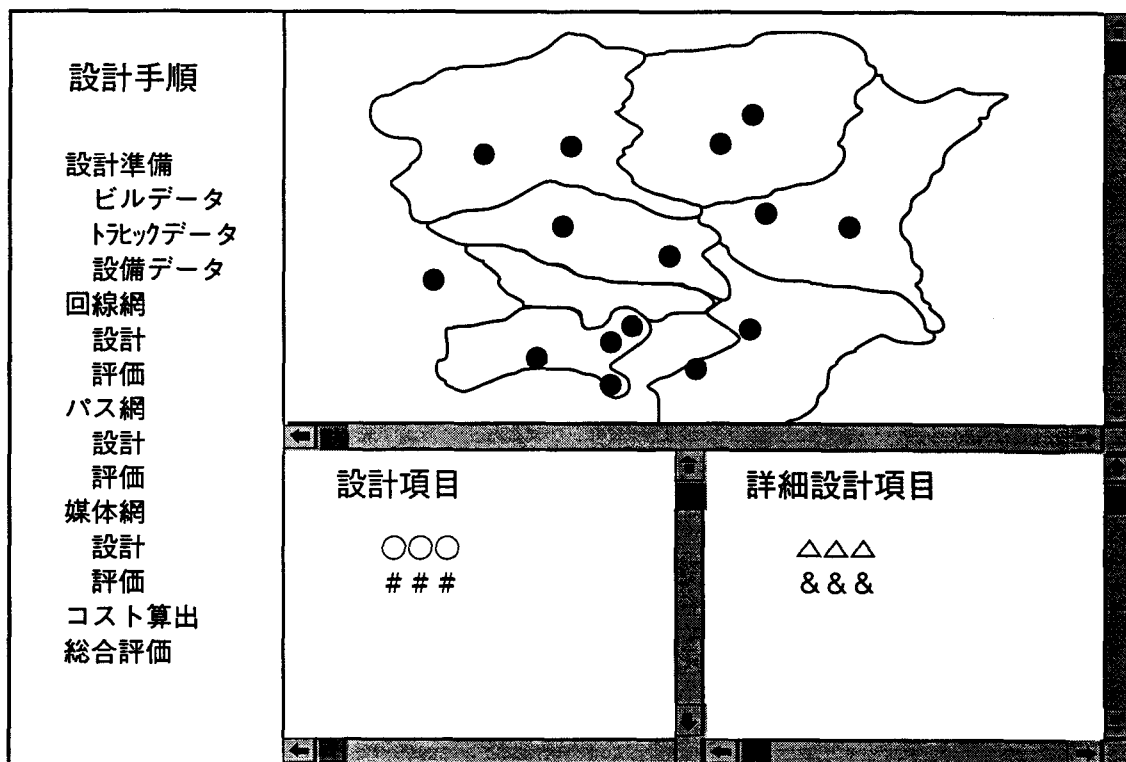 設計手順
設計準備
ビルデータ
トラヒックデータ
設備データ
回線網
設計
評価
パス網
設計
評価
媒体網
設計
評価
コスト算出
総合評価
設計項目
○○○
###
詳細設計項目
△△△
&&&